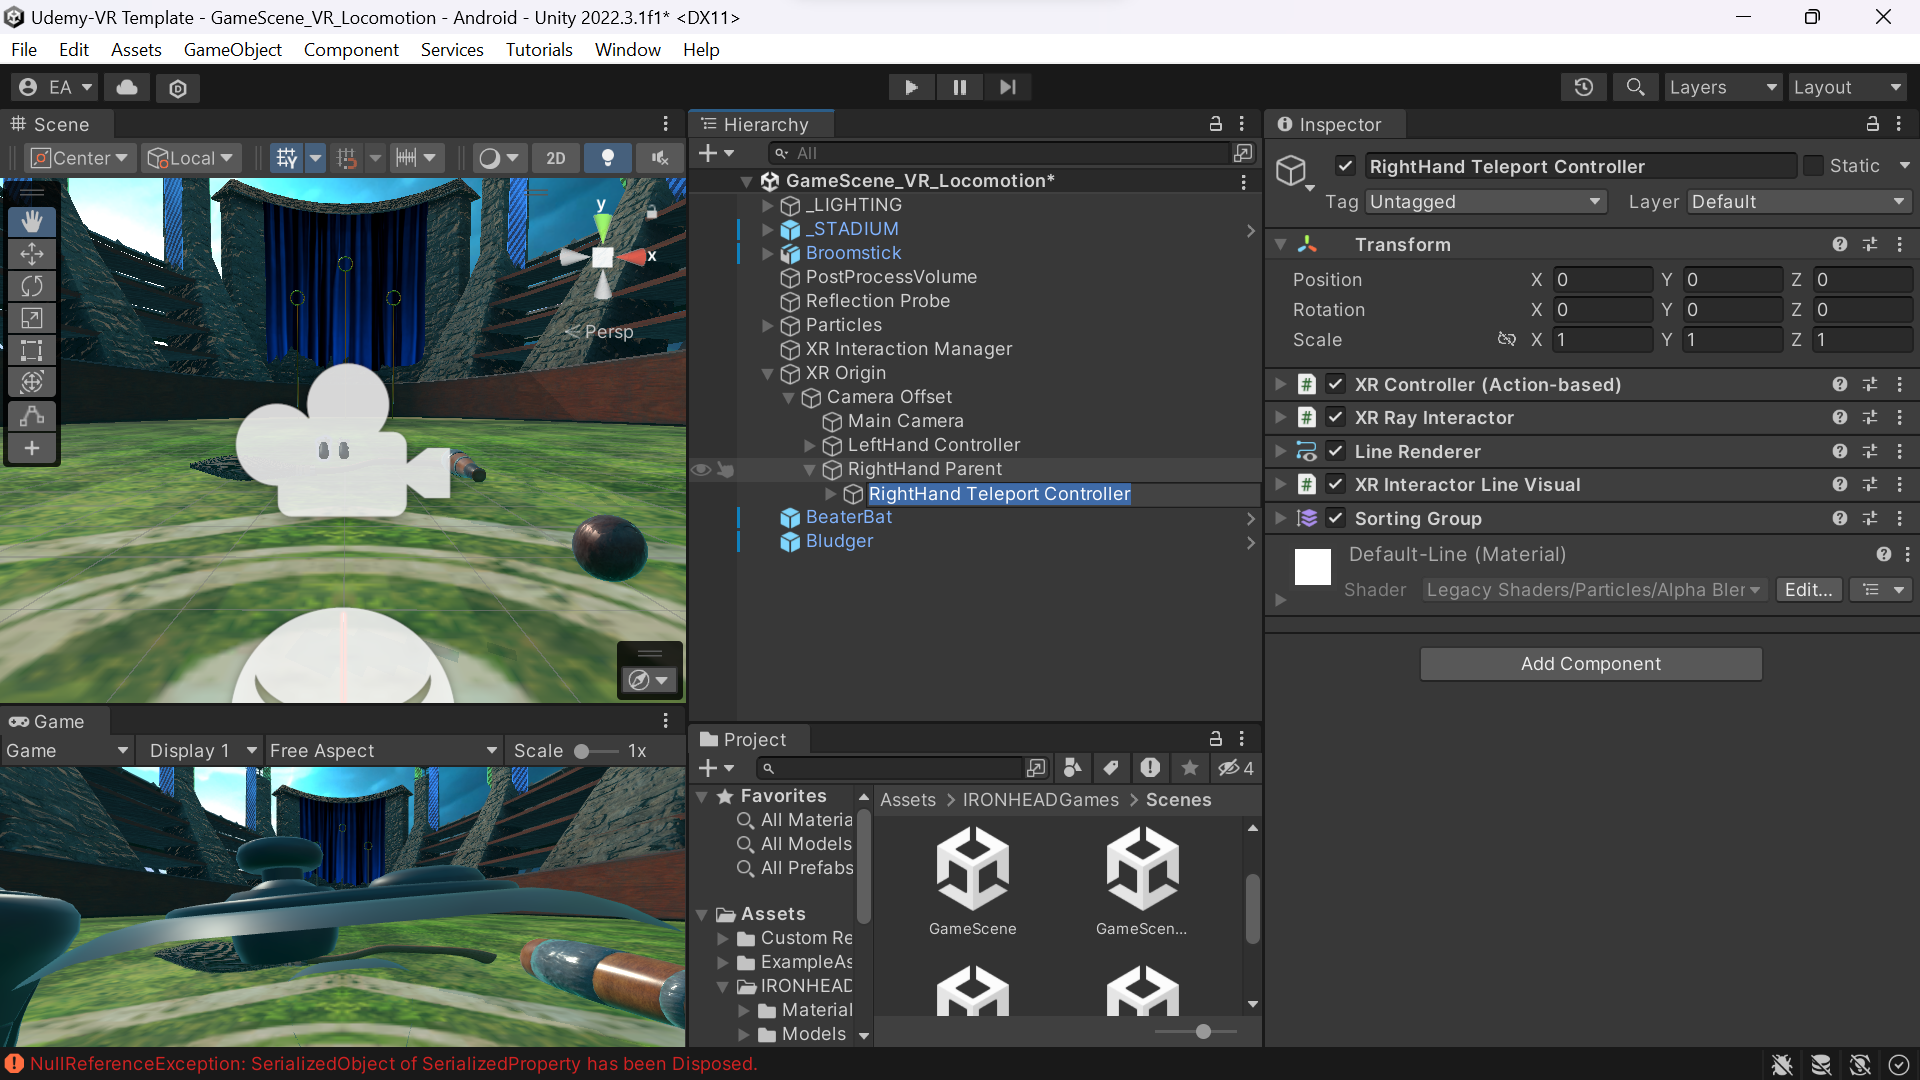 Udemy-VR Template - GameScene_VR_Locomotion - Android - Unity 2022.3.1f1* <DX11>
File Edit Assets GameObject Component Services Tutorials Window Help
EA Layers Layout
Scene
Center Local 2D
y
x
Persp
Hierarchy
All
GameScene_VR_Locomotion*
_LIGHTING
_STADIUM
Broomstick
PostProcessVolume
Reflection Probe
Particles
XR Interaction Manager
XR Origin
Camera Offset
Main Camera
LeftHand Controller
RightHand Parent
RightHand Teleport Controller
BeaterBat
Bludger
Inspector
RightHand Teleport Controller Static
Tag Untagged Layer Default
Transform
Position X 0 Y 0 Z 0
Rotation X 0 Y 0 Z 0
Scale X 1 Y 1 Z 1
XR Controller (Action-based)
XR Ray Interactor
Line Renderer
XR Interactor Line Visual
Sorting Group
Default-Line (Material)
Shader Legacy Shaders/Particles/Alpha Bler Edit...
Add Component
Game
Game Display 1 Free Aspect Scale 1x
Project
4
Favorites
All Materia
All Models
All Prefabs
Assets
Custom Re
ExampleAs
IRONHEAD
Material
Models
Assets > IRONHEADGames > Scenes
GameScene GameScen...
NullReferenceException: SerializedObject of SerializedProperty has been Disposed.